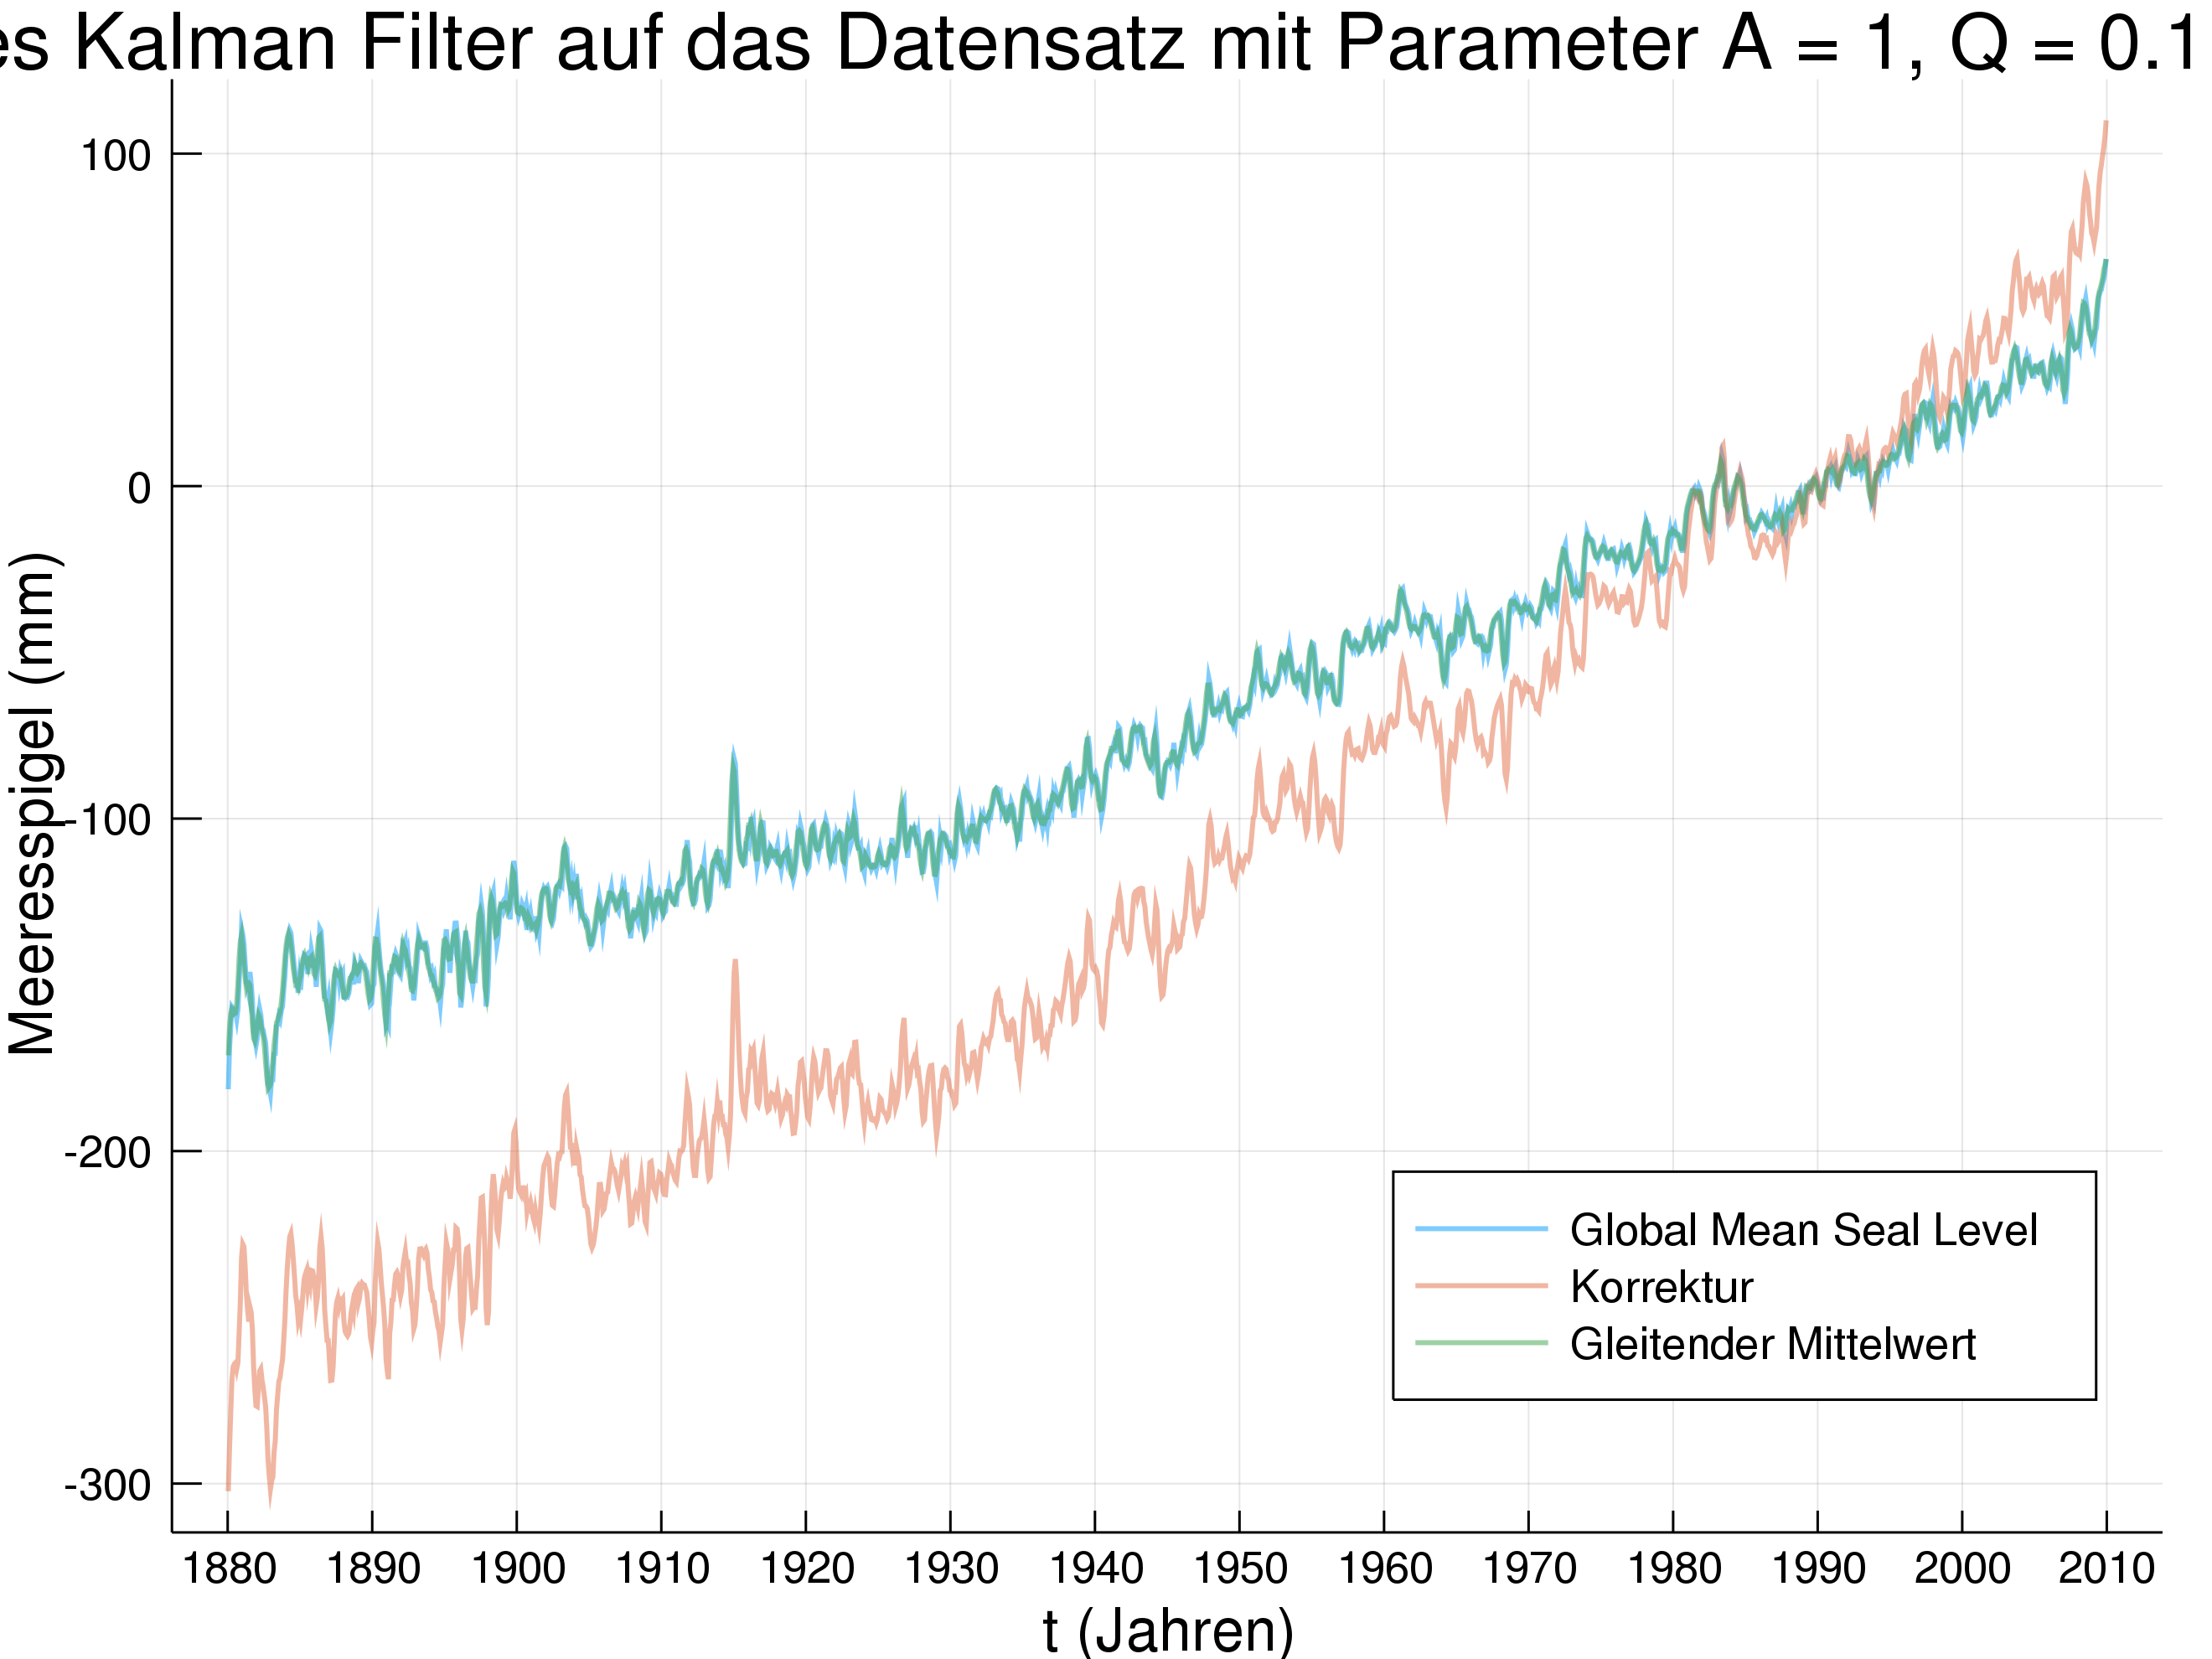 es Kalman Filter auf das Datensatz mit Parameter A = 1, Q = 0.1
Meeresspigel (mm)
100
0
-100
-200
-300
Global Mean Seal Level
Korrektur
Gleitender Mittelwert
1880 1890 1900 1910 1920 1930 1940 1950 1960 1970 1980 1990 2000 2010
t (Jahren)